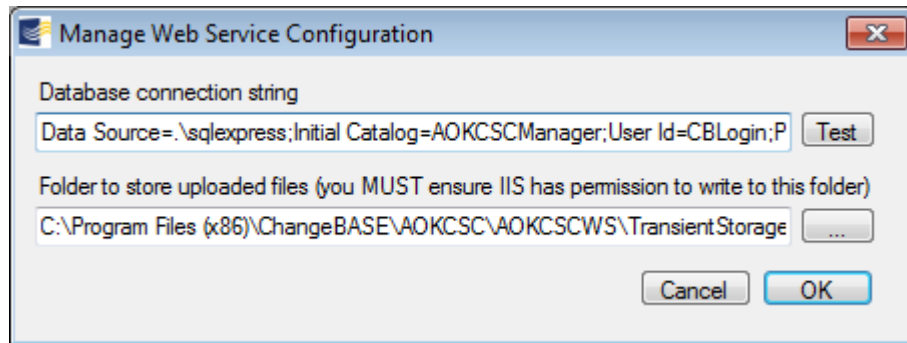 Manage Web Service Configuration
Database connection string
Data Source=.\sqlexpress;Initial Catalog=AOKCSCManager;User Id=CBLogin;P Test
Folder to store uploaded files (you MUST ensure IIS has permission to write to this folder)
C:\Program Files (x86)\ChangeBASE\AOKCSC\AOKCSCWS\TransientStorage ...
Cancel OK